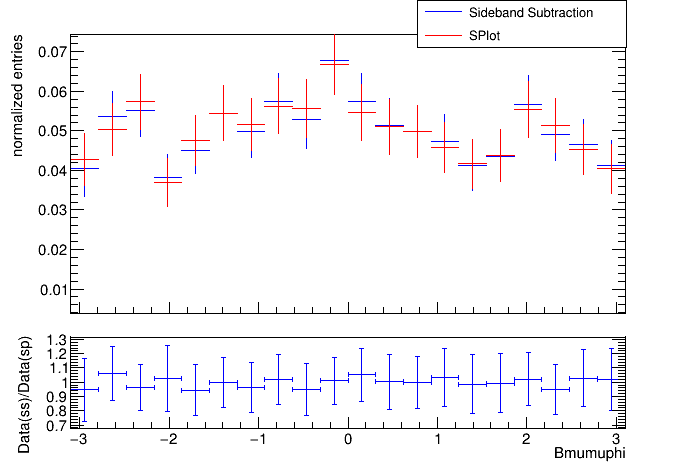 Sideband Subtraction
SPlot
normalized entries
0.07
0.06
0.05
0.04
0.03
0.02
0.01
Data(ss)/Data(sp)
1.3
1.2
1.1
1
0.9
0.8
0.7
−3 −2 −1 0 1 2 3
Bmumuphi